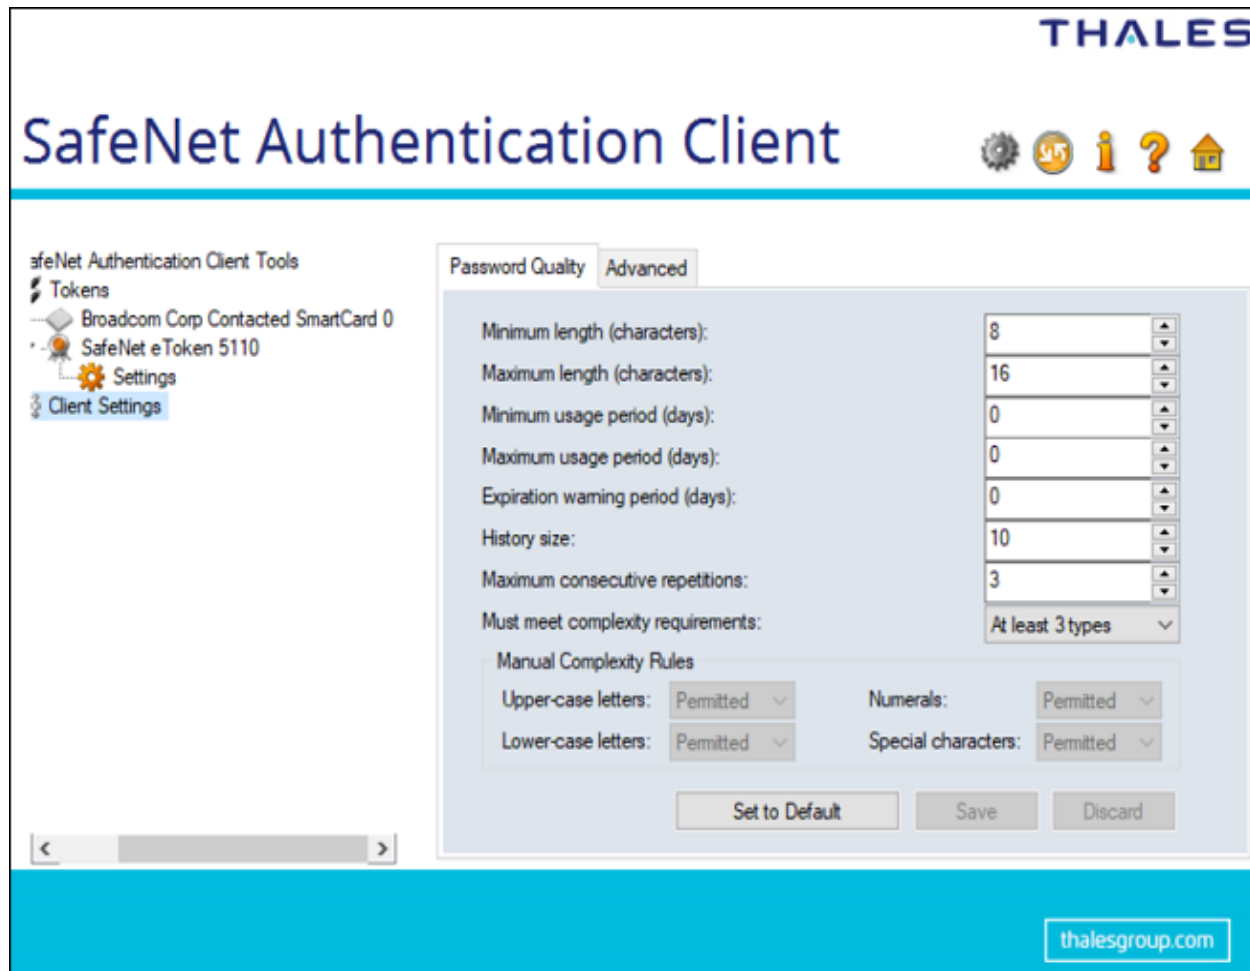 THALES
SafeNet Authentication Client
afeNet Authentication Client Tools
Tokens
Broadcom Corp Contacted SmartCard 0
SafeNet eToken 5110
Settings
Client Settings
Password Quality Advanced
Minimum length (characters): 8
Maximum length (characters): 16
Minimum usage period (days): 0
Maximum usage period (days): 0
Expiration warning period (days): 0
History size: 10
Maximum consecutive repetitions: 3
Must meet complexity requirements: At least 3 types
Manual Complexity Rules
Upper-case letters: Permitted Numerals: Permitted
Lower-case letters: Permitted Special characters: Permitted
Set to Default Save Discard
thalesgroup.com